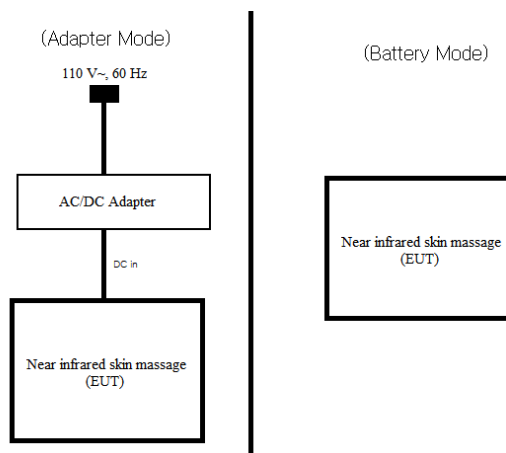 (Adapter Mode)
110 V~, 60 Hz
AC/DC Adapter
DC in
Near infrared skin massage
(EUT)
(Battery Mode)
Near infrared skin massage
(EUT)